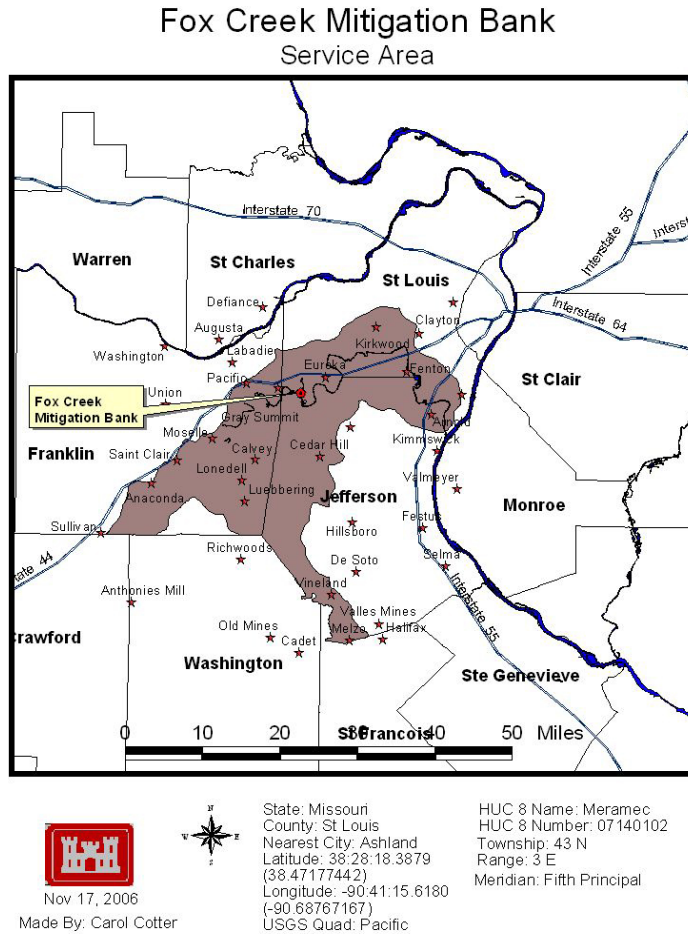 Fox Creek Mitigation Bank
Service Area
Interstate 70
Interstate 55
Warren
St Charles
St Louis
Defiance
Interstate 64
Augusta
Clayton
Washington
Labadie
Kirkwood
Pacific
Eureka
Fenton
St Clair
Union
Fox Creek
Mitigation Bank
Gray Summit
Arnold
Moselle
Kimmswick
Franklin
Saint Clair
Calvey
Cedar Hill
Lonedell
Valmeyer
Anaconda
Luebbering
Jefferson
Monroe
Sullivan
Festus
Hillsboro
Richwoods
De Soto
Selma
44
Anthonies Mill
Vineland
Interstate 55
Valles Mines
Crawford
Old Mines
Cadet
Melzo
Halifax
Washington
Ste Genevieve
St Francois
0 10 20 30 40 50 Miles
N
W
E
S
State: Missouri
County: St Louis
Nearest City: Ashland
Latitude: 38:28:18.3879
(38.47177442)
Longitude: -90:41:15.6180
(-90.68767167)
USGS Quad: Pacific
HUC 8 Name: Meramec
HUC 8 Number: 07140102
Township: 43 N
Range: 3 E
Meridian: Fifth Principal
Nov 17, 2006
Made By: Carol Cotter